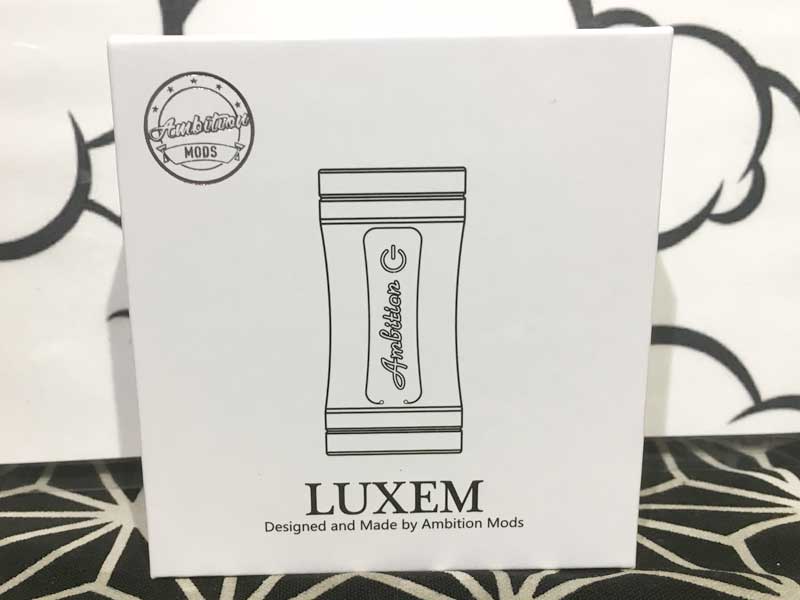 Ambition
MODS
Ambition
LUXEM
Designed and Made by Ambition Mods